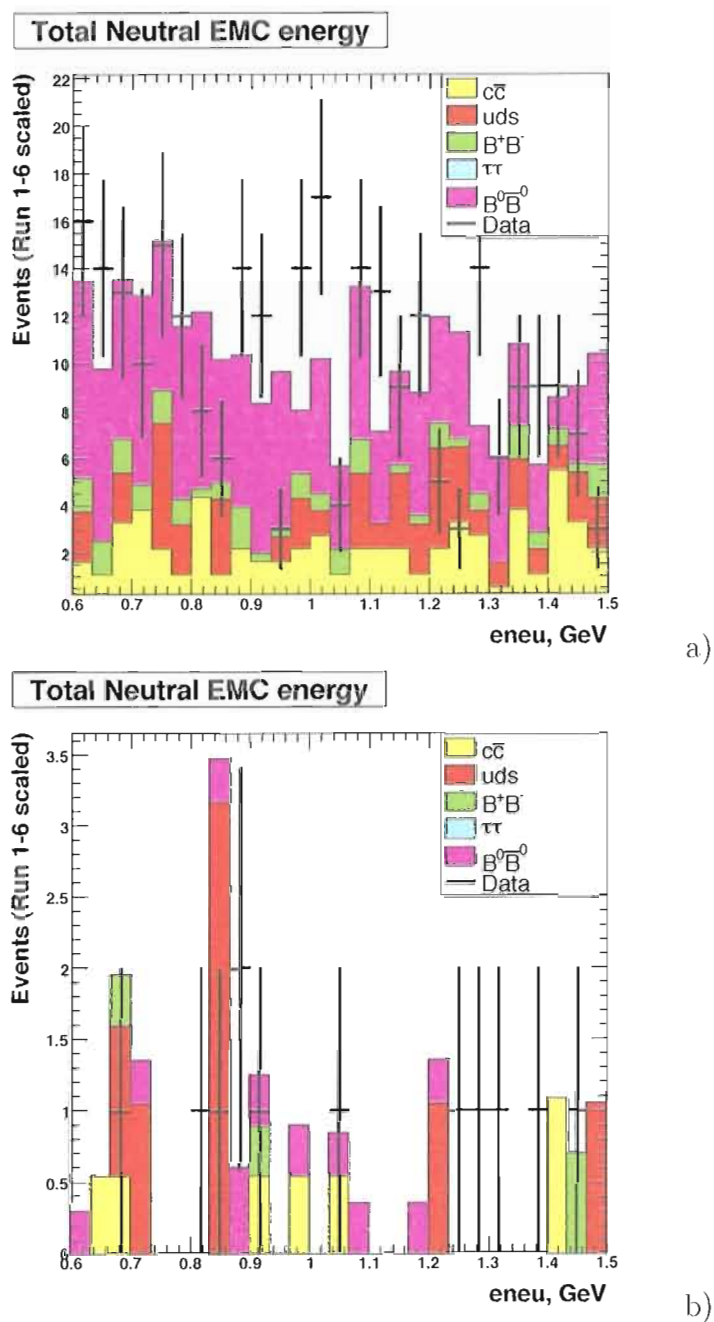 Total Neutral EMC energy
Events (Run 1-6 scaled)
22
20
18
16
14
12
10
8
6
4
2
cc̅
uds
B⁺B⁻
ττ
B⁰B̅⁰
Data
0.6 0.7 0.8 0.9 1 1.1 1.2 1.3 1.4 1.5
eneu, GeV
a)
Total Neutral EMC energy
Events (Run 1-6 scaled)
3.5
3
2.5
2
1.5
1
0.5
0
cc̅
uds
B⁺B⁻
ττ
B⁰B̅⁰
Data
0.6 0.7 0.8 0.9 1 1.1 1.2 1.3 1.4 1.5
eneu, GeV
b)